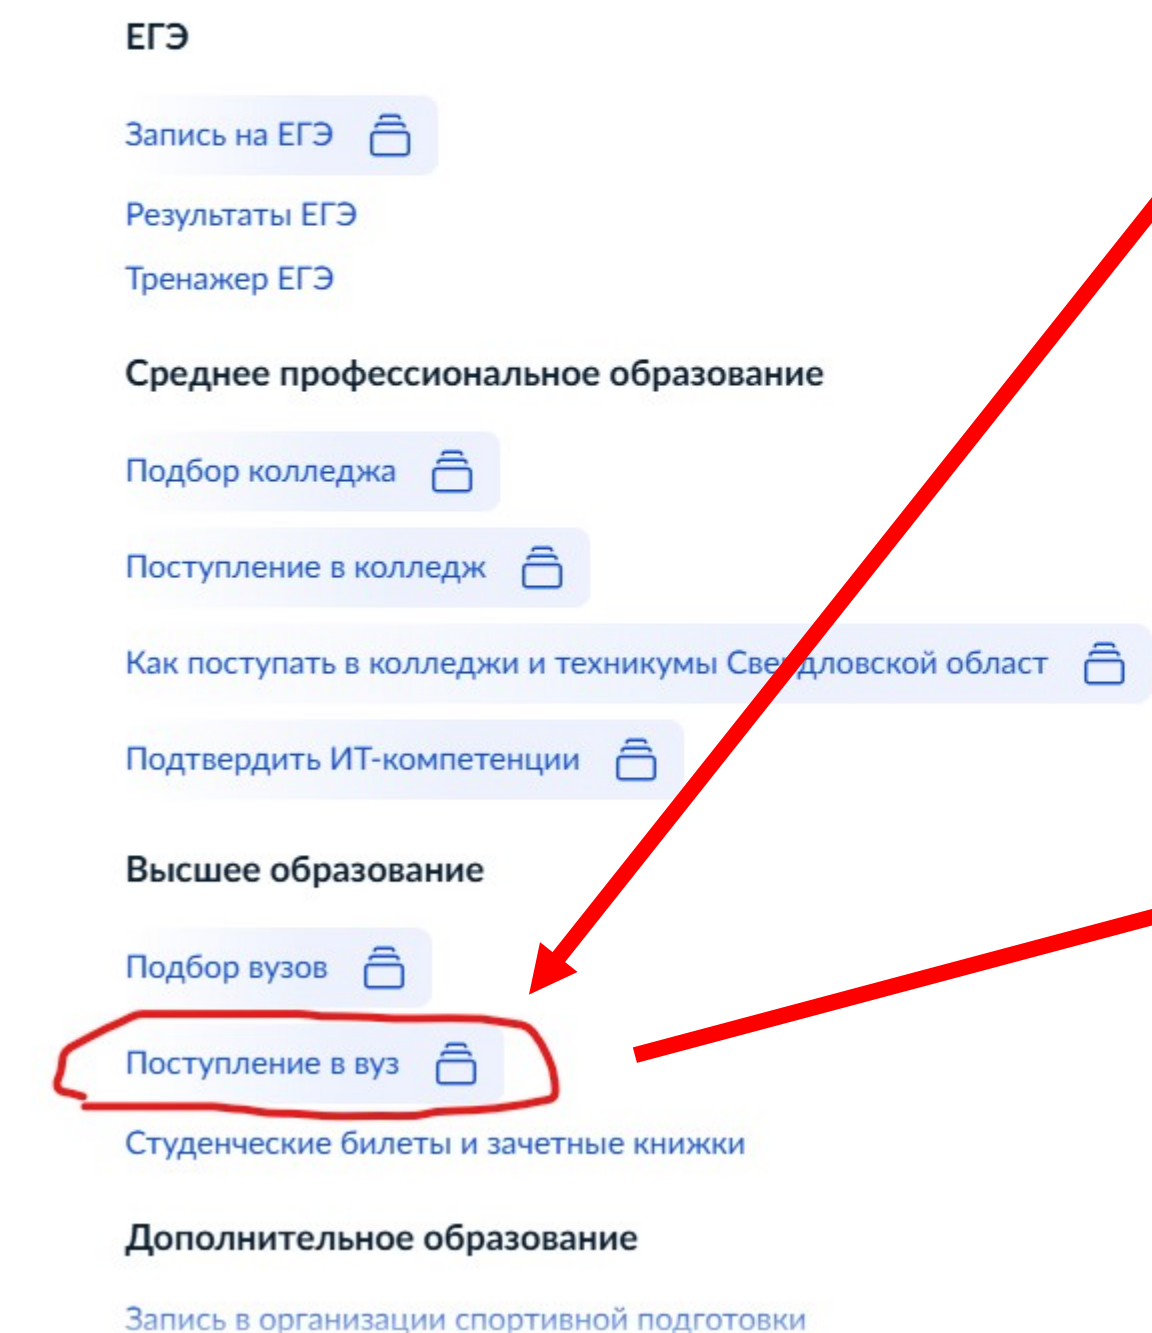 ЕГЭ
Запись на ЕГЭ
Результаты ЕГЭ
Тренажер ЕГЭ
Среднее профессиональное образование
Подбор колледжа
Поступление в колледж
Как поступать в колледжи и техникумы Свердловской област
Подтвердить ИТ-компетенции
Высшее образование
Подбор вузов
Поступление в вуз
Студенческие билеты и зачетные книжки
Дополнительное образование
Запись в организации спортивной подготовки